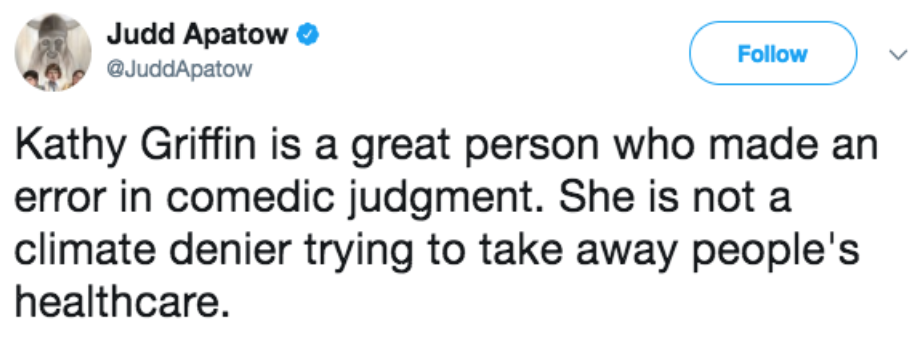 Judd Apatow
@JuddApatow
Follow
Kathy Griffin is a great person who made an
error in comedic judgment. She is not a
climate denier trying to take away people's
healthcare.